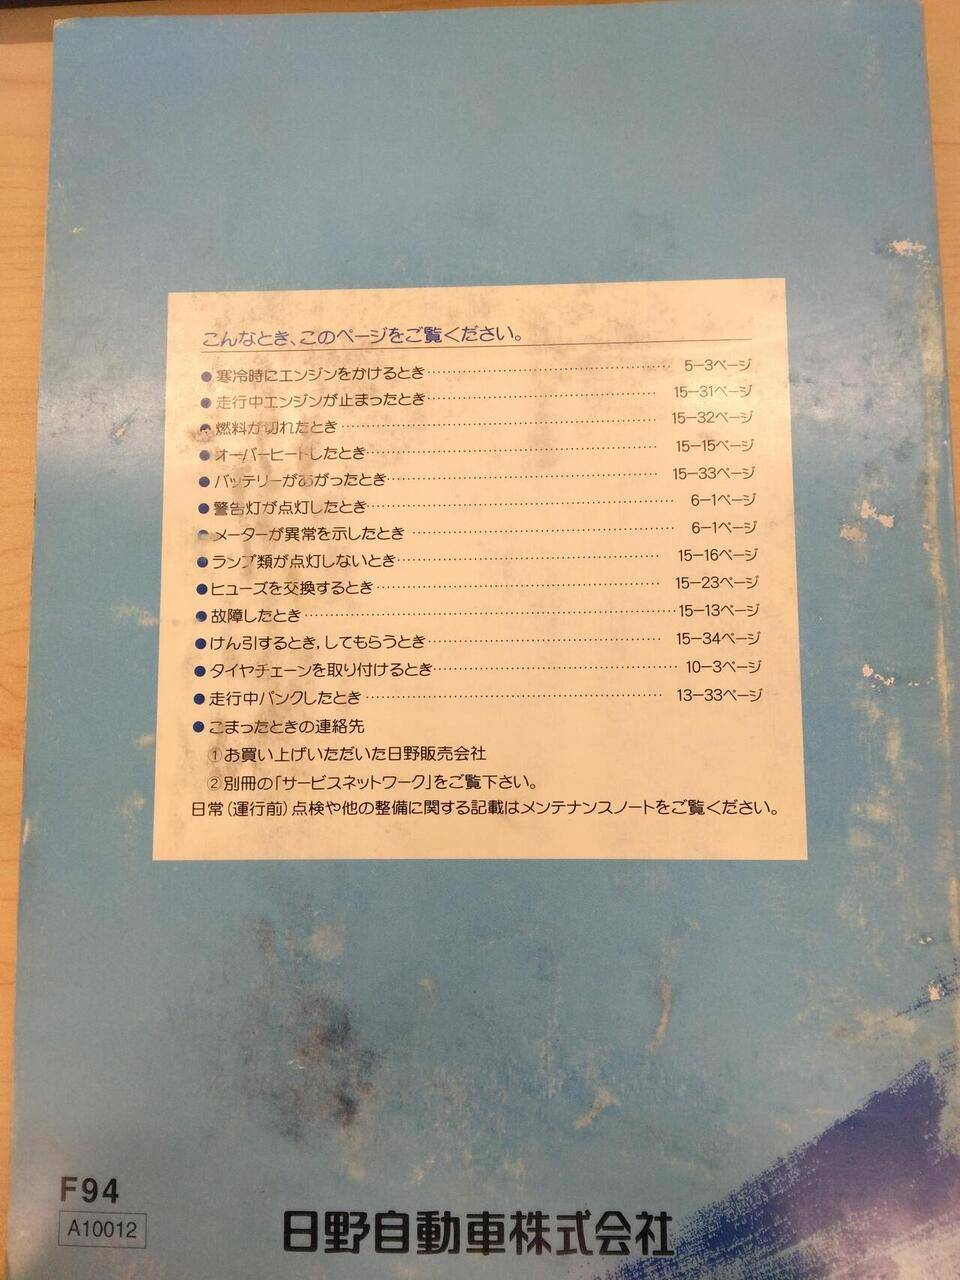 こんなとき、このページをご覧ください。
●寒冷時にエンジンをかけるとき…………………………5−3ページ
●走行中エンジンが止まったとき…………………………15−31ページ
●燃料が切れたとき…………………………15−32ページ
●オーバーヒートしたとき…………………………15−15ページ
●バッテリーがあがったとき…………………………15−33ページ
●警告灯が点灯したとき…………………………6−1ページ
●メーターが異常を示したとき…………………………6−1ページ
●ランプ類が点灯しないとき…………………………15−16ページ
●ヒューズを交換するとき…………………………15−23ページ
●故障したとき…………………………15−13ページ
●けん引するとき,してもらうとき…………………………15−34ページ
●タイヤチェーンを取り付けるとき…………………………10−3ページ
●走行中パンクしたとき…………………………13−33ページ
●こまったときの連絡先
①お買い上げいただいた日野販売会社
②別冊の「サービスネットワーク」をご覧下さい。
日常(運行前)点検や他の整備に関する記載はメンテナンスノートをご覧ください。
F94
A10012
日野自動車株式会社